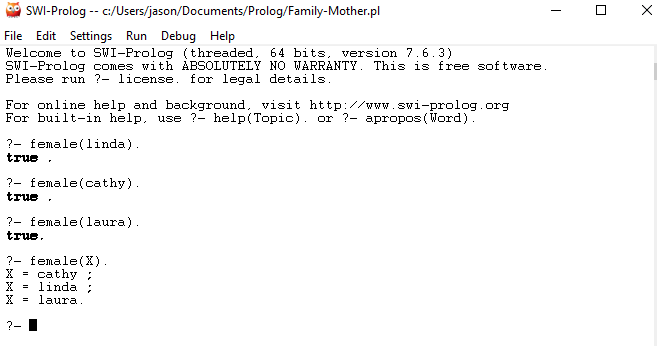 SWI-Prolog -- c:/Users/jason/Documents/Prolog/Family-Mother.pl
File Edit Settings Run Debug Help
Welcome to SWI-Prolog (threaded, 64 bits, version 7.6.3)
SWI-Prolog comes with ABSOLUTELY NO WARRANTY. This is free software.
Please run ?- license. for legal details.
For online help and background, visit http://www.swi-prolog.org
For built-in help, use ?- help(Topic). or ?- apropos(Word).
?- female(linda).
true .
?- female(cathy).
true .
?- female(laura).
true.
?- female(X).
X = cathy ;
X = linda ;
X = laura.
?-